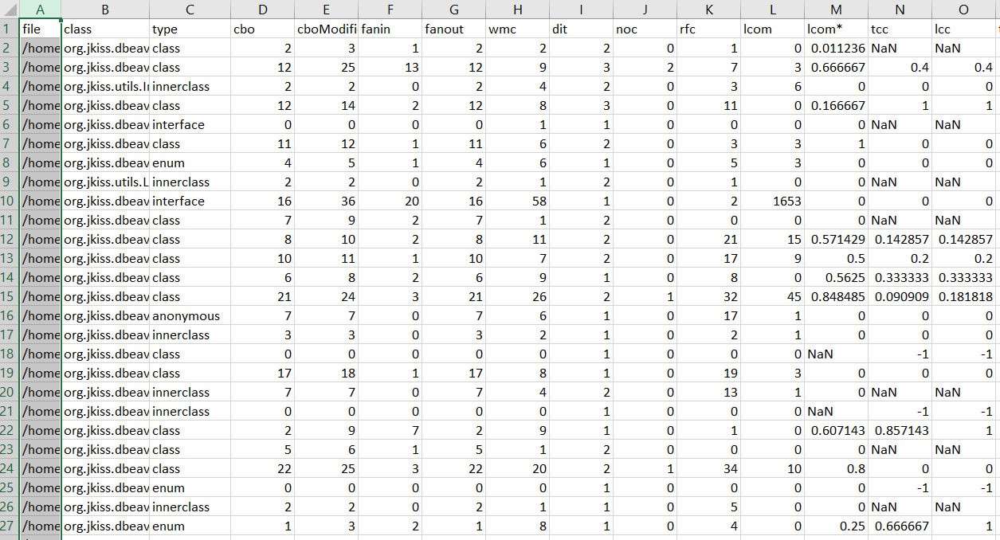 A B C D E F G H I J K L M N O
1 file class type cbo cboModifi fanin fanout wmc dit noc rfc lcom lcom* tcc lcc
2 /home org.jkiss.dbeav class 2 3 1 2 2 2 0 1 0 0.011236 NaN NaN
3 /home org.jkiss.dbeav class 12 25 13 12 9 3 2 7 3 0.666667 0.4 0.4
4 /home org.jkiss.utils.Ir innerclass 2 2 0 2 4 2 0 3 6 0 0 0
5 /home org.jkiss.dbeav class 12 14 2 12 8 3 0 11 0 0.166667 1 1
6 /home org.jkiss.dbeav interface 0 0 0 0 1 1 0 0 0 0 NaN NaN
7 /home org.jkiss.dbeav class 11 12 1 11 6 2 0 3 3 1 0 0
8 /home org.jkiss.dbeav enum 4 5 1 4 6 1 0 5 3 0 0 0
9 /home org.jkiss.utils.L innerclass 2 2 0 2 1 2 0 1 0 0 NaN NaN
10 /home org.jkiss.dbeav interface 16 36 20 16 58 1 0 2 1653 0 0 0
11 /home org.jkiss.dbeav class 7 9 2 7 1 2 0 0 0 0 NaN NaN
12 /home org.jkiss.dbeav class 8 10 2 8 11 2 0 21 15 0.571429 0.142857 0.142857
13 /home org.jkiss.dbeav class 10 11 1 10 7 2 0 17 9 0.5 0.2 0.2
14 /home org.jkiss.dbeav class 6 8 2 6 9 1 0 8 0 0.5625 0.333333 0.333333
15 /home org.jkiss.dbeav class 21 24 3 21 26 2 1 32 45 0.848485 0.090909 0.181818
16 /home org.jkiss.dbeav anonymous 7 7 0 7 6 1 0 17 1 0 0 0
17 /home org.jkiss.dbeav innerclass 3 3 0 3 2 1 0 2 1 0 0 0
18 /home org.jkiss.dbeav class 0 0 0 0 0 1 0 0 0 NaN -1 -1
19 /home org.jkiss.dbeav class 17 18 1 17 8 1 0 19 3 0 0 0
20 /home org.jkiss.dbeav innerclass 7 7 0 7 4 2 0 13 1 0 NaN NaN
21 /home org.jkiss.dbeav innerclass 0 0 0 0 0 1 0 0 0 NaN -1 -1
22 /home org.jkiss.dbeav class 2 9 7 2 9 1 0 1 0 0.607143 0.857143 1
23 /home org.jkiss.dbeav class 5 6 1 5 1 2 0 0 0 0 NaN NaN
24 /home org.jkiss.dbeav class 22 25 3 22 20 2 1 34 10 0.8 0 0
25 /home org.jkiss.dbeav enum 0 0 0 0 0 1 0 0 0 0 -1 -1
26 /home org.jkiss.dbeav innerclass 2 2 0 2 1 1 0 5 0 0 NaN NaN
27 /home org.jkiss.dbeav enum 1 3 2 1 8 1 0 4 0 0.25 0.666667 1